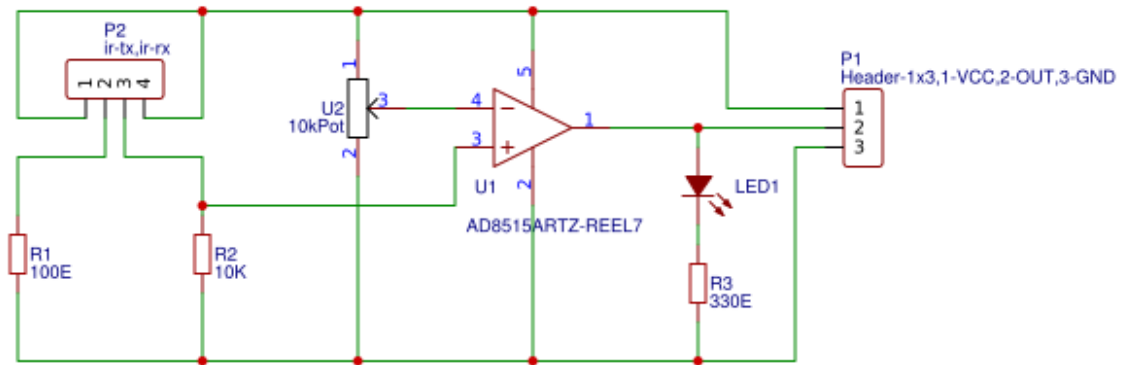 P2
ir-tx,ir-rx
1 2 3 4
1
U2
10kPot
3
2
4
3
5
2
1
U1
AD8515ARTZ-REEL7
P1
Header-1x3,1-VCC,2-OUT,3-GND
1
2
3
LED1
R1
100E
R2
10K
R3
330E